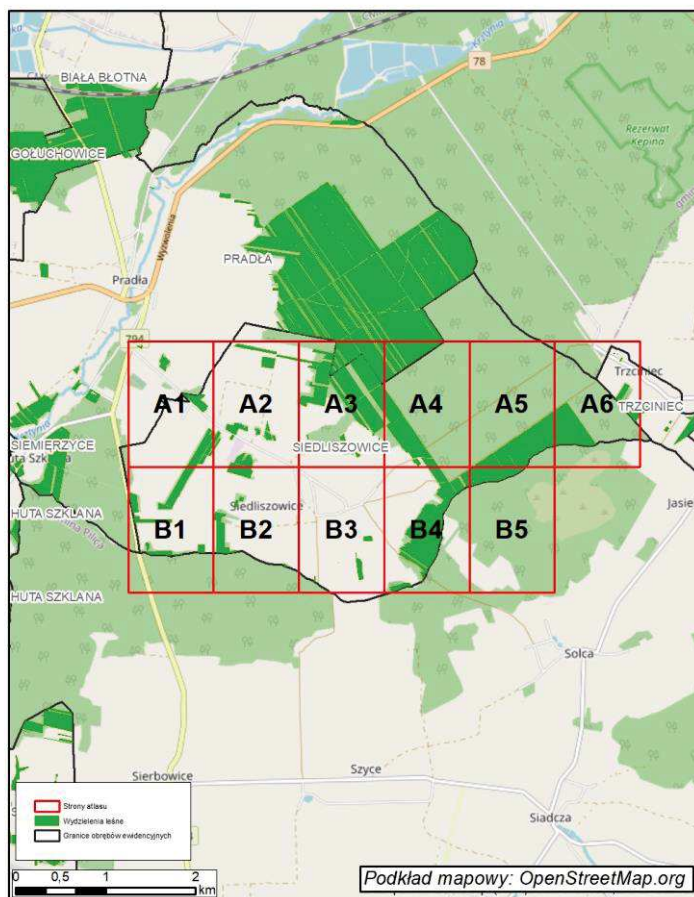 Krztynia
78
BIAŁA BŁOTNA
GOŁUCHOWICE
Rezerwat
Kępina
Wyzwolenia
PRADŁA
Pradła
794
Trzciniec
A1
A2
A3
A4
A5
A6
TRZCINIEC
SIEDLISZOWICE
SIEMIERZYCE
HUTA SZKLANA
Siedliszowice
Jasie
B1
B2
B3
B4
B5
HUTA SZKLANA
Solca
Szyce
Sierbowice
Siadcza
Strony atlasu
Wydzielenia leśne
Granice obrębów ewidencyjnych
0 0,5 1 2
km
Podkład mapowy: OpenStreetMap.org